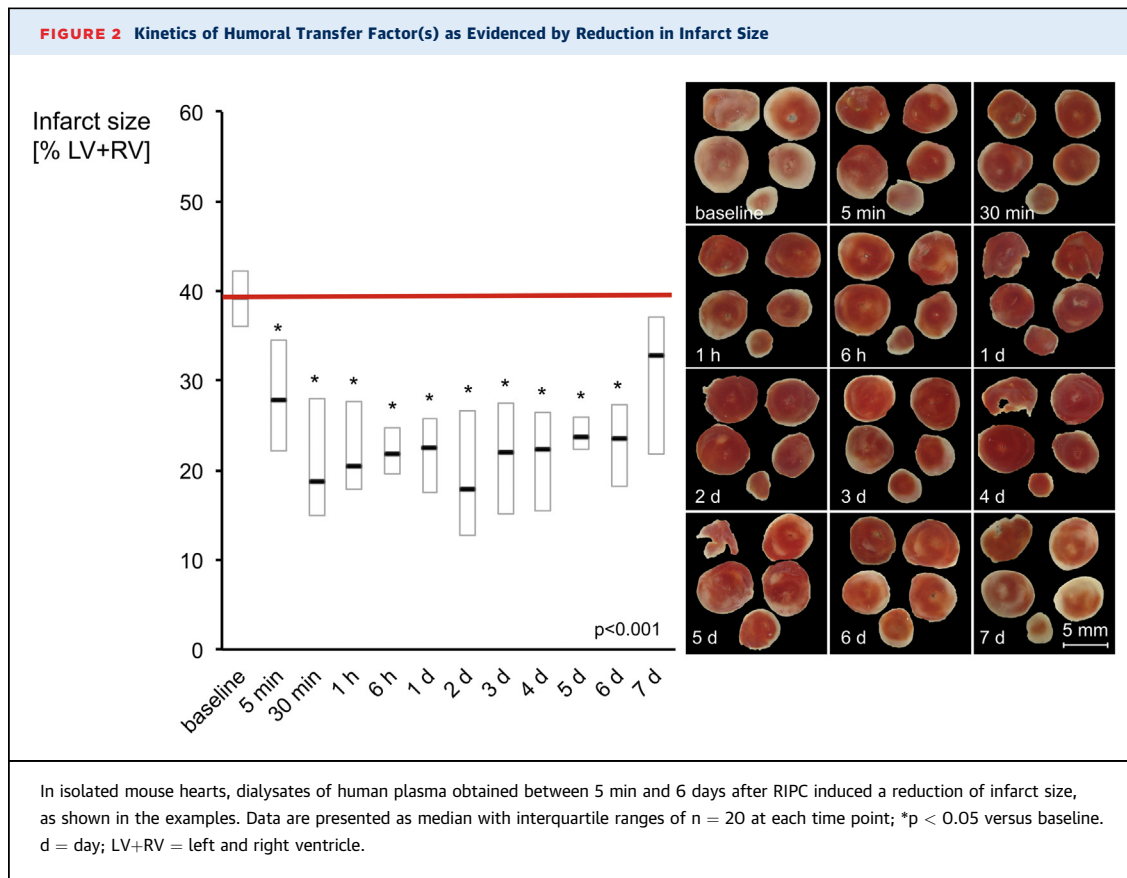 FIGURE 2 Kinetics of Humoral Transfer Factor(s) as Evidenced by Reduction in Infarct Size
Infarct size
[% LV+RV]
60
50
40
30
20
10
0
*
*
*
*
*
*
*
*
*
*
p<0.001
baseline
5 min
30 min
1 h
6 h
1 d
2 d
3 d
4 d
5 d
6 d
7 d
baseline
5 min
30 min
1 h
6 h
1 d
2 d
3 d
4 d
5 d
6 d
7 d
5 mm
In isolated mouse hearts, dialysates of human plasma obtained between 5 min and 6 days after RIPC induced a reduction of infarct size,
as shown in the examples. Data are presented as median with interquartile ranges of n = 20 at each time point; *p < 0.05 versus baseline.
d = day; LV+RV = left and right ventricle.